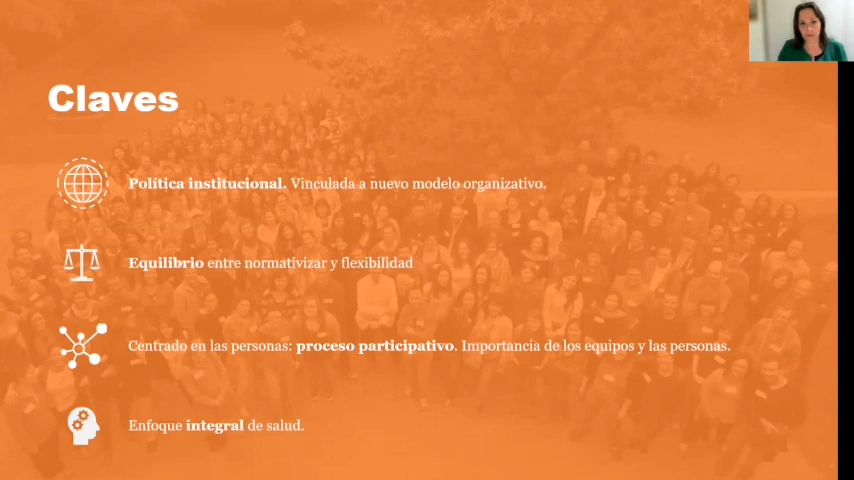 Claves
Política institucional. Vinculada a nuevo modelo organizativo.
Equilibrio entre normativizar y flexibilidad
Centrado en las personas: proceso participativo. Importancia de los equipos y las personas.
Enfoque integral de salud.